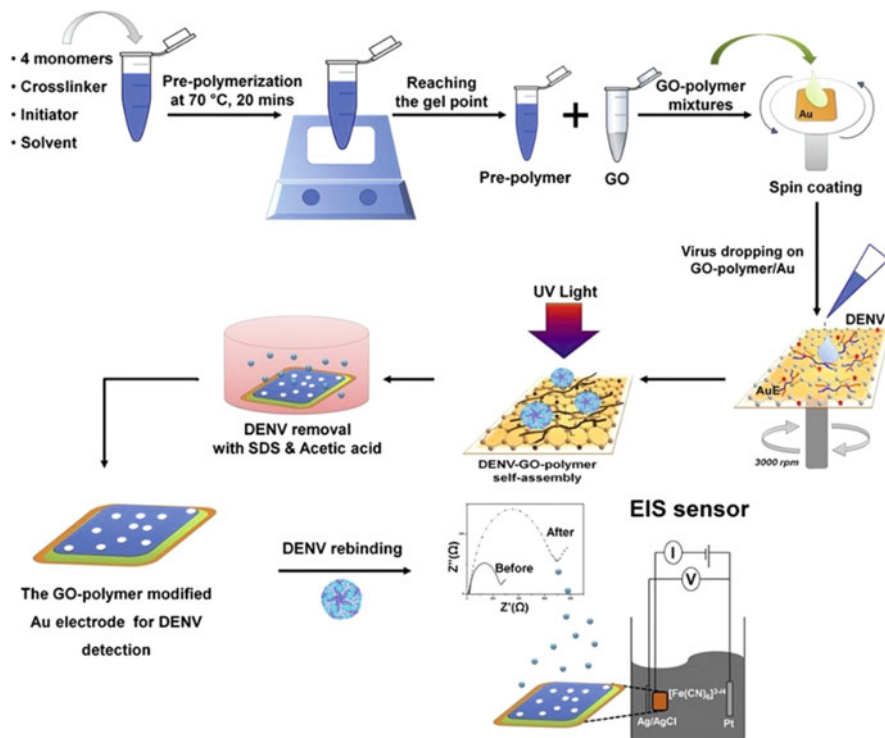 • 4 monomers
• Crosslinker
• Initiator
• Solvent
Pre-polymerization
at 70 °C, 20 mins
Reaching
the gel point
Pre-polymer
+
GO
GO-polymer
mixtures
Au
Spin coating
Virus dropping on
GO-polymer/Au
DENV
AuE
3000 rpm
UV Light
DENV-GO-polymer
self-assembly
DENV removal
with SDS & Acetic acid
The GO-polymer modified
Au electrode for DENV
detection
DENV rebinding
Z''(Ω)
After
Before
Z'(Ω)
EIS sensor
I
V
[Fe(CN)₆]³⁻/⁴
Ag/AgCl
Pt